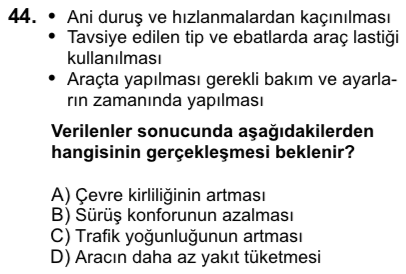 44. • Ani duruş ve hızlanmalardan kaçınılması
• Tavsiye edilen tip ve ebatlarda araç lastiği
kullanılması
• Araçta yapılması gerekli bakım ve ayarla-
rın zamanında yapılması
Verilenler sonucunda aşağıdakilerden
hangisinin gerçekleşmesi beklenir?
A) Çevre kirliliğinin artması
B) Sürüş konforunun azalması
C) Trafik yoğunluğunun artması
D) Aracın daha az yakıt tüketmesi